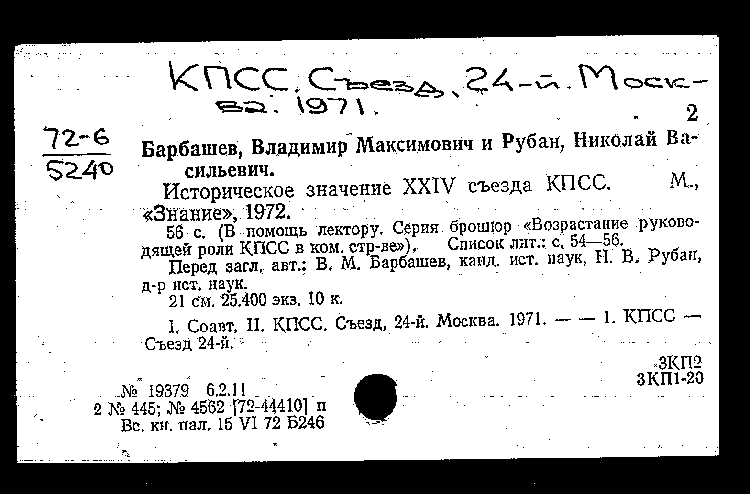 КПСС. Съезд, 24-й. Моск-
ва. 1971.
2
72-6
5240
Барбашев, Владимир Максимович и Рубан, Николай Ва-
сильевич.
Историческое значение XXIV съезда КПСС. М.,
«Знание», 1972.
56 с. (В помощь лектору. Серия брошюр «Возрастание руково-
дящей роли КПСС в ком. стр-ве»). Список лит.: с. 54—56.
Перед загл. авт.: В. М. Барбашев, канд. ист. наук, Н. В. Рубан,
д-р ист. наук.
21 см. 25.400 экз. 10 к.
I. Соавт. II. КПСС. Съезд, 24-й. Москва. 1971. — — 1. КПСС —
Съезд 24-й.
3КП2
3КП1-20
№ 19379 6.2.11
2 № 445; № 4562 [72-44410] п
Вс. кн. пал. 15 VI 72 Б246